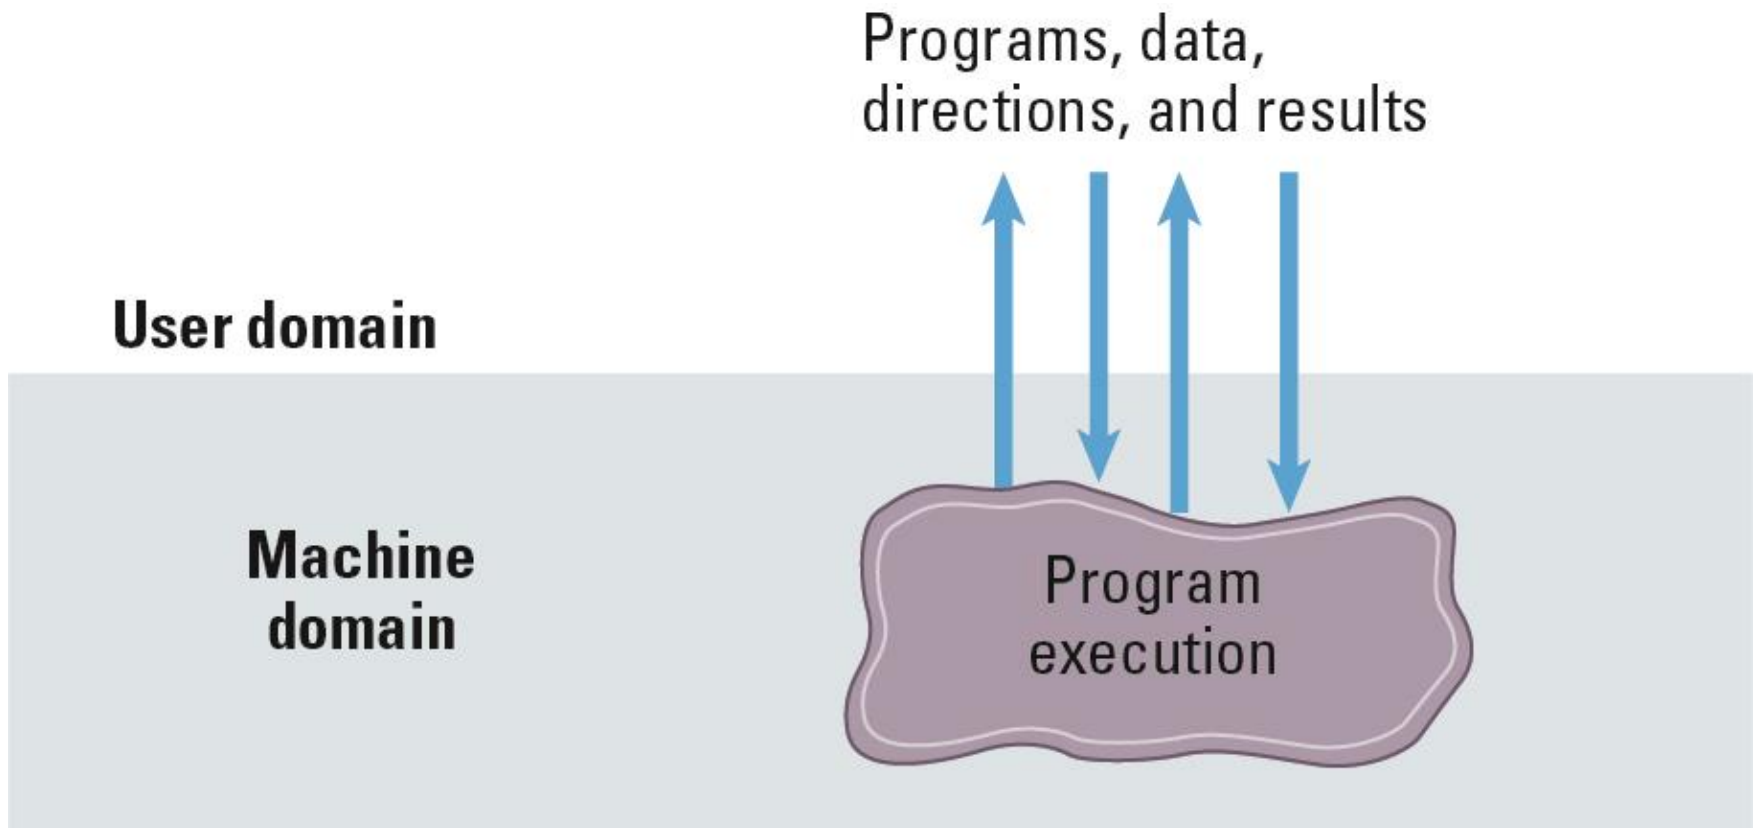 Programs, data,
directions, and results
User domain
Machine
domain
Program
execution